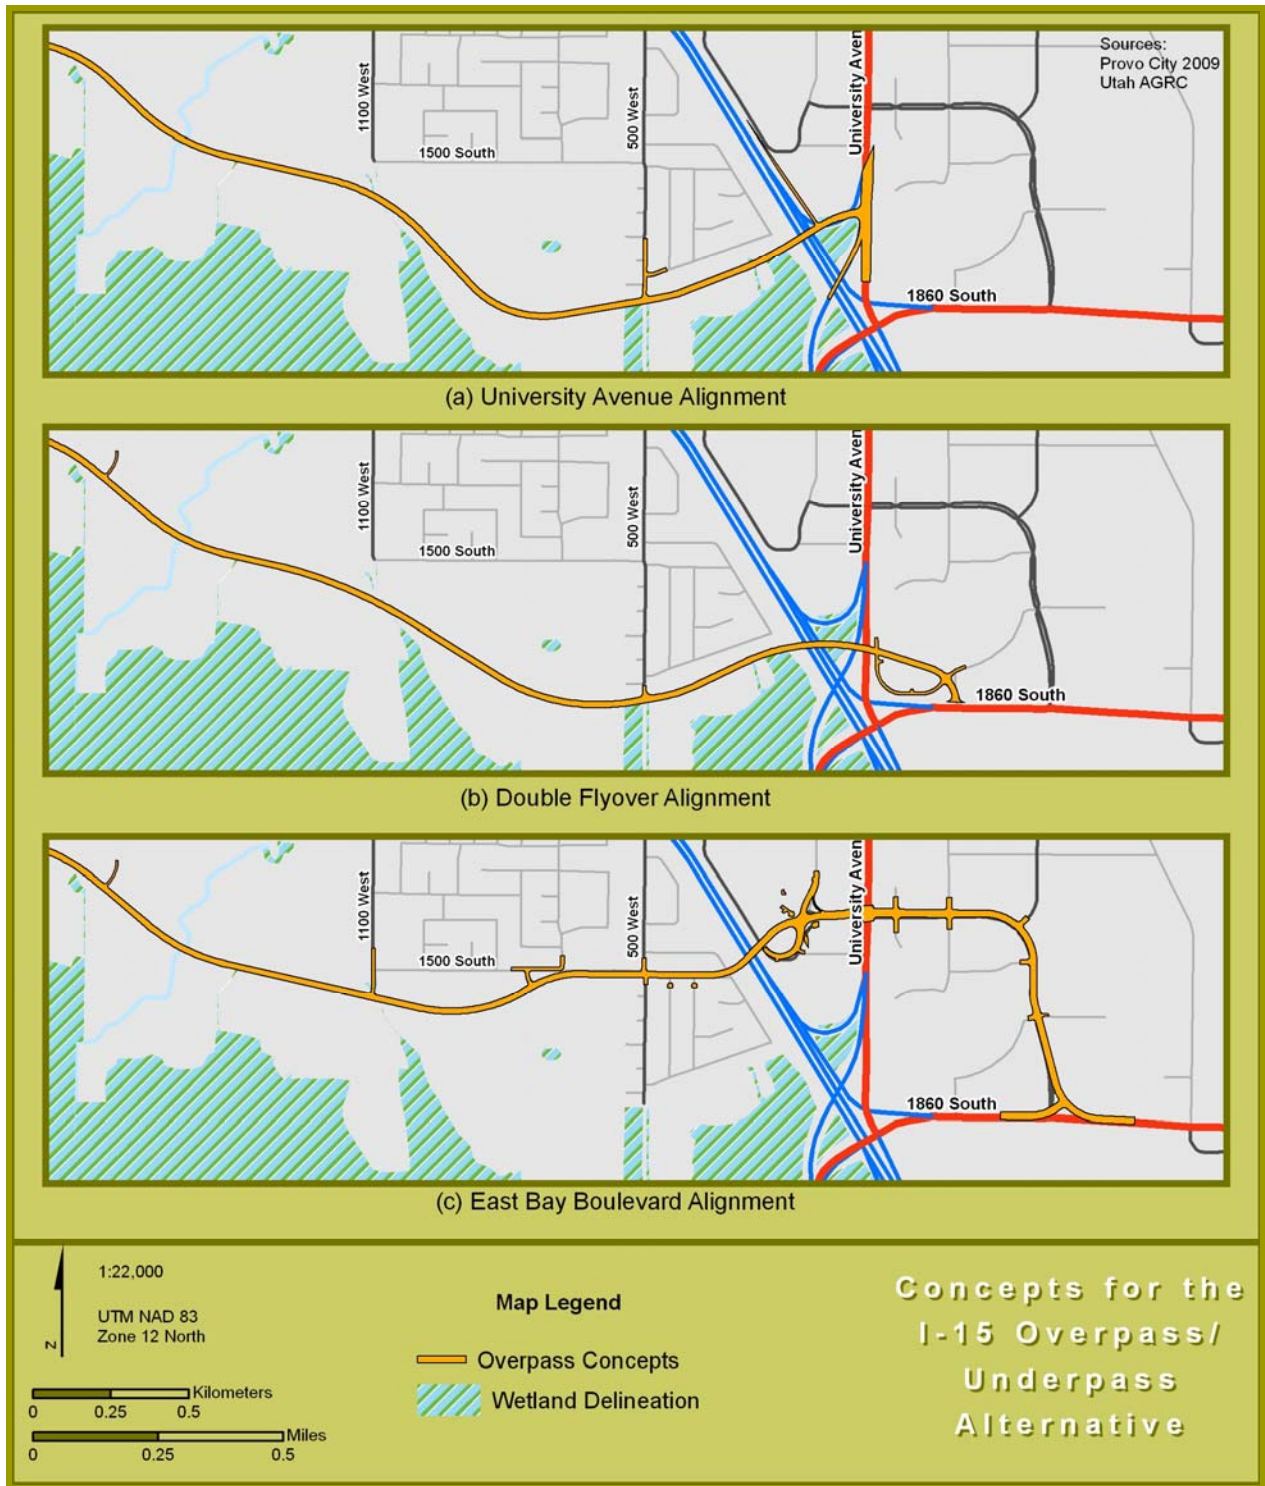 Sources:
Provo City 2009
Utah AGRC
1100 West
1500 South
500 West
University Aven
1860 South
(a) University Avenue Alignment
1100 West
1500 South
500 West
University Aven
1860 South
(b) Double Flyover Alignment
1100 West
1500 South
500 West
University Aven
1860 South
(c) East Bay Boulevard Alignment
1:22,000
UTM NAD 83
Zone 12 North
N
Kilometers
0 0.25 0.5
Miles
0 0.25 0.5
Map Legend
Overpass Concepts
Wetland Delineation
Concepts for the
I-15 Overpass/
Underpass
Alternative